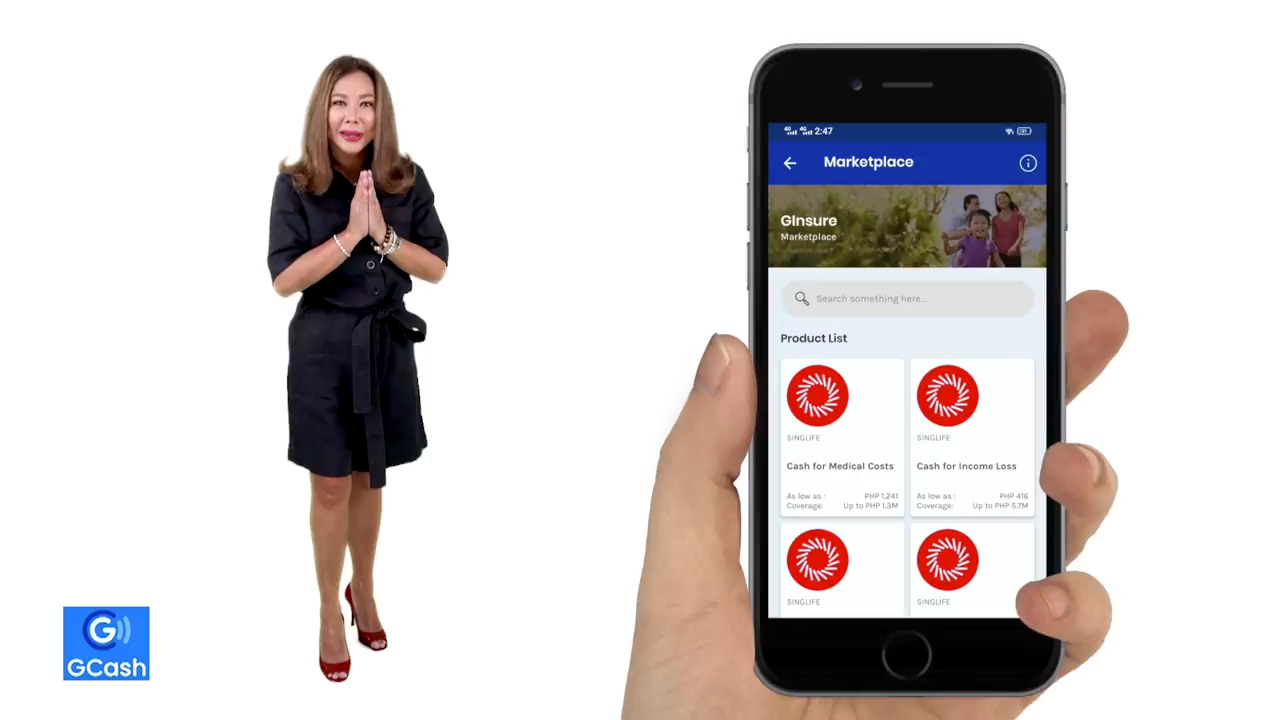 4G 4G 2:47
Marketplace
GInsure
Marketplace
Search something here...
Product List
SINGLIFE
SINGLIFE
Cash for Medical Costs
Cash for Income Loss
As low as : PHP 1,241
Coverage: Up to PHP 1.3M
As low as : PHP 416
Coverage: Up to PHP 5.7M
SINGLIFE
SINGLIFE
G
GCash